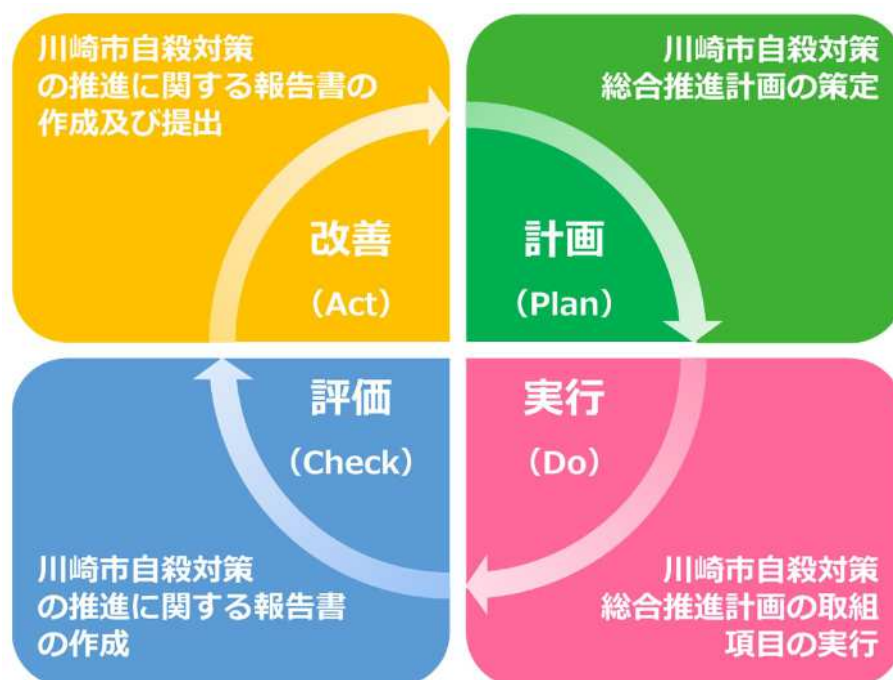 川崎市自殺対策
の推進に関する報告書の
作成及び提出
川崎市自殺対策
総合推進計画の策定
改善
（Act）
計画
（Plan）
評価
（Check）
実行
（Do）
川崎市自殺対策
の推進に関する報告書
の作成
川崎市自殺対策
総合推進計画の取組
項目の実行